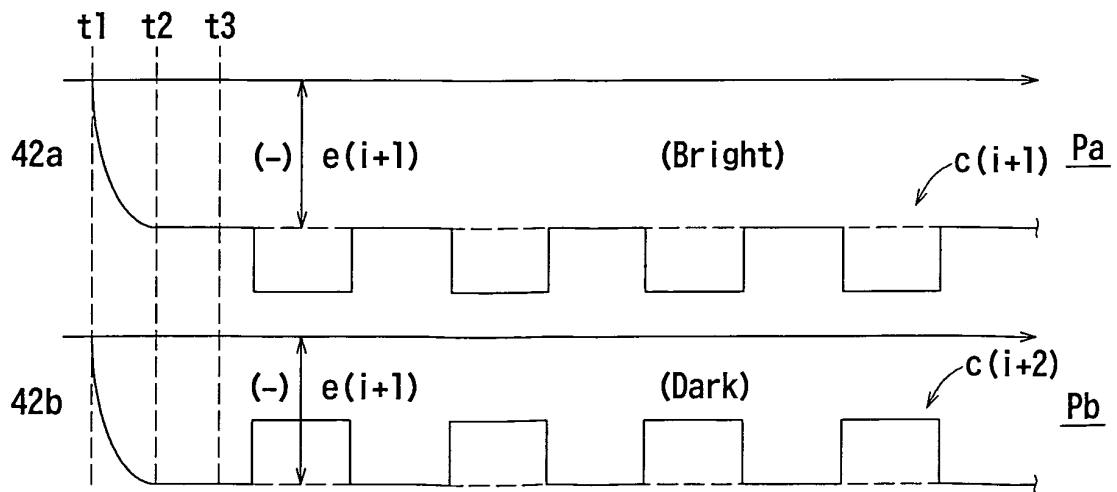 t1 t2 t3
42a (-) e(i+1) (Bright) c(i+1) Pa
42b (-) e(i+1) (Dark) c(i+2) Pb